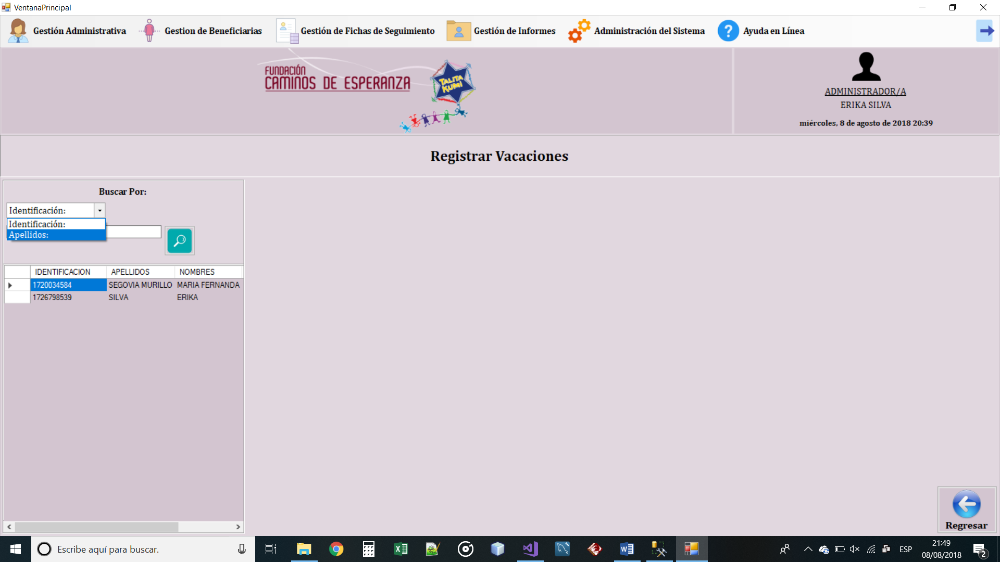 VentanaPrincipal
Gestión Administrativa
Gestion de Beneficiarias
Gestión de Fichas de Seguimiento
Gestión de Informes
Administración del Sistema
? Ayuda en Línea
FUNDACIÓN
CAMINOS DE ESPERANZA
TALITA
KUMI
ADMINISTRADOR/A
ERIKA SILVA
miércoles, 8 de agosto de 2018 20:39
Registrar Vacaciones
Buscar Por:
Identificación:
Identificación:
Apellidos:
IDENTIFICACION APELLIDOS NOMBRES
1720034584 SEGOVIA MURILLO MARIA FERNANDA
1726798539 SILVA ERIKA
Regresar
Escribe aquí para buscar.
ESP
21:49
08/08/2018
2